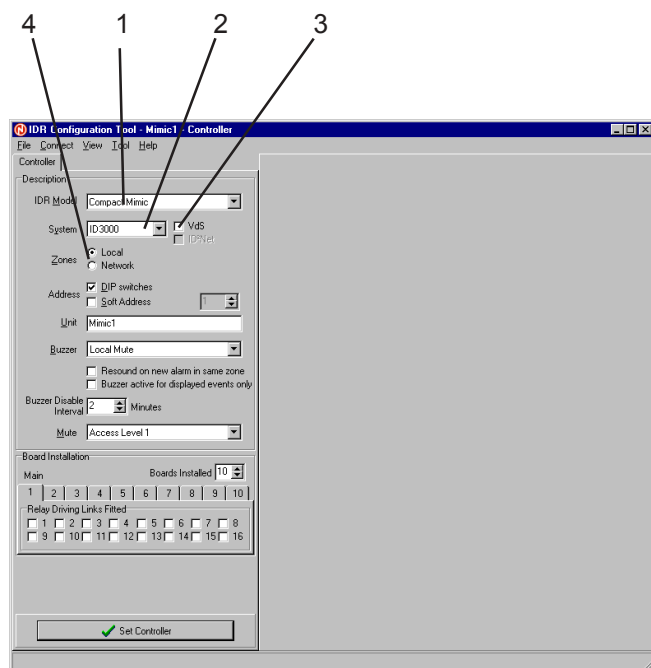 4 1 2 3
IDR Configuration Tool - Mimic1 - Controller
File Connect View Tool Help
Controller
Description
IDR Model Compact Mimic
System ID3000 VdS
ID²Net
Zones Local
Network
Address DIP switches
Soft Address 1
Unit Mimic1
Buzzer Local Mute
Resound on new alarm in same zone
Buzzer active for displayed events only
Buzzer Disable
Interval 2 Minutes
Mute Access Level 1
Board Installation
Main Boards Installed 10
1 2 3 4 5 6 7 8 9 10
Relay Driving Links Fitted
1 2 3 4 5 6 7 8
9 10 11 12 13 14 15 16
Set Controller